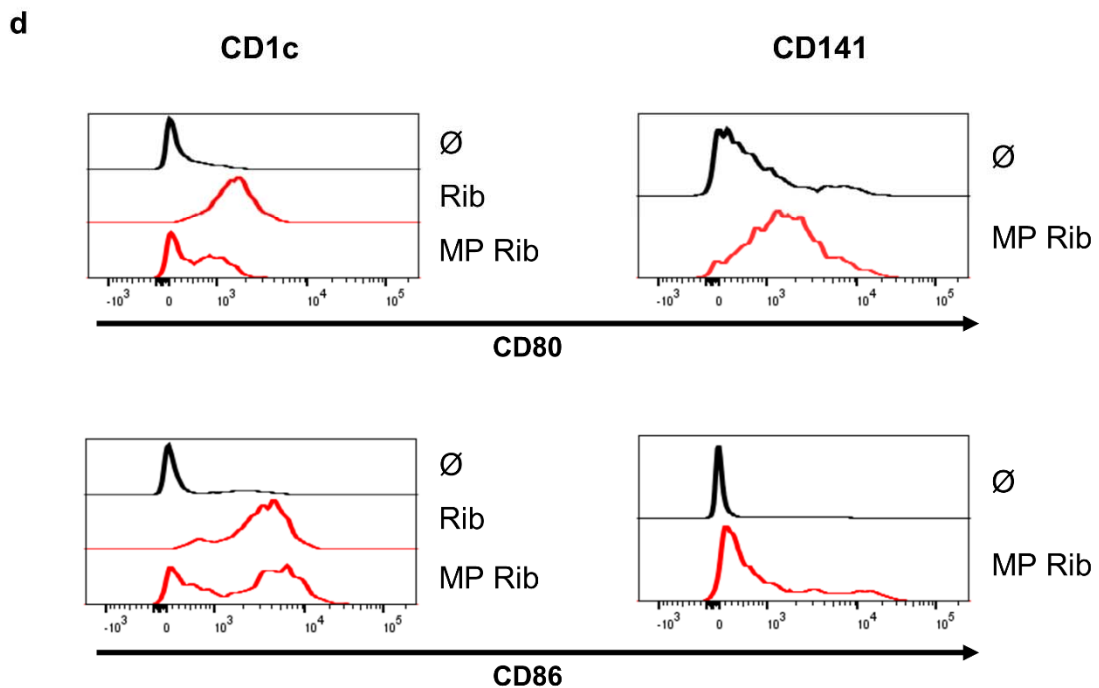 d
CD1c CD141
Ø
Rib
MP Rib
-10³ 0 10³ 10⁴ 10⁵
Ø
MP Rib
-10³ 0 10³ 10⁴ 10⁵
CD80
Ø
Rib
MP Rib
-10³ 0 10³ 10⁴ 10⁵
Ø
MP Rib
-10³ 0 10³ 10⁴ 10⁵
CD86